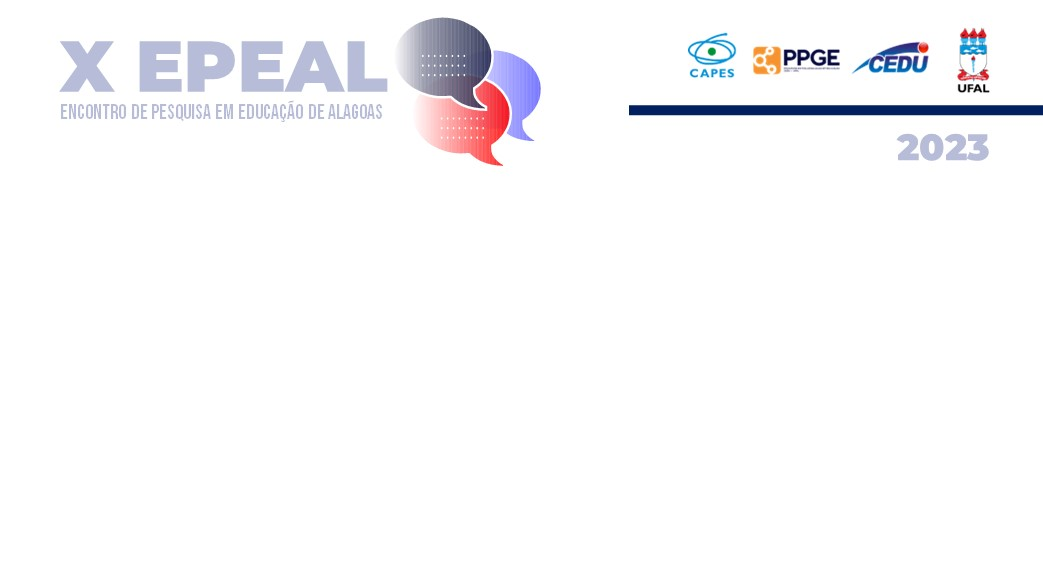 X EPEAL
ENCONTRO DE PESQUISA EM EDUCAÇÃO DE ALAGOAS
CAPES
PPGE
CEDU
UFAL
2023